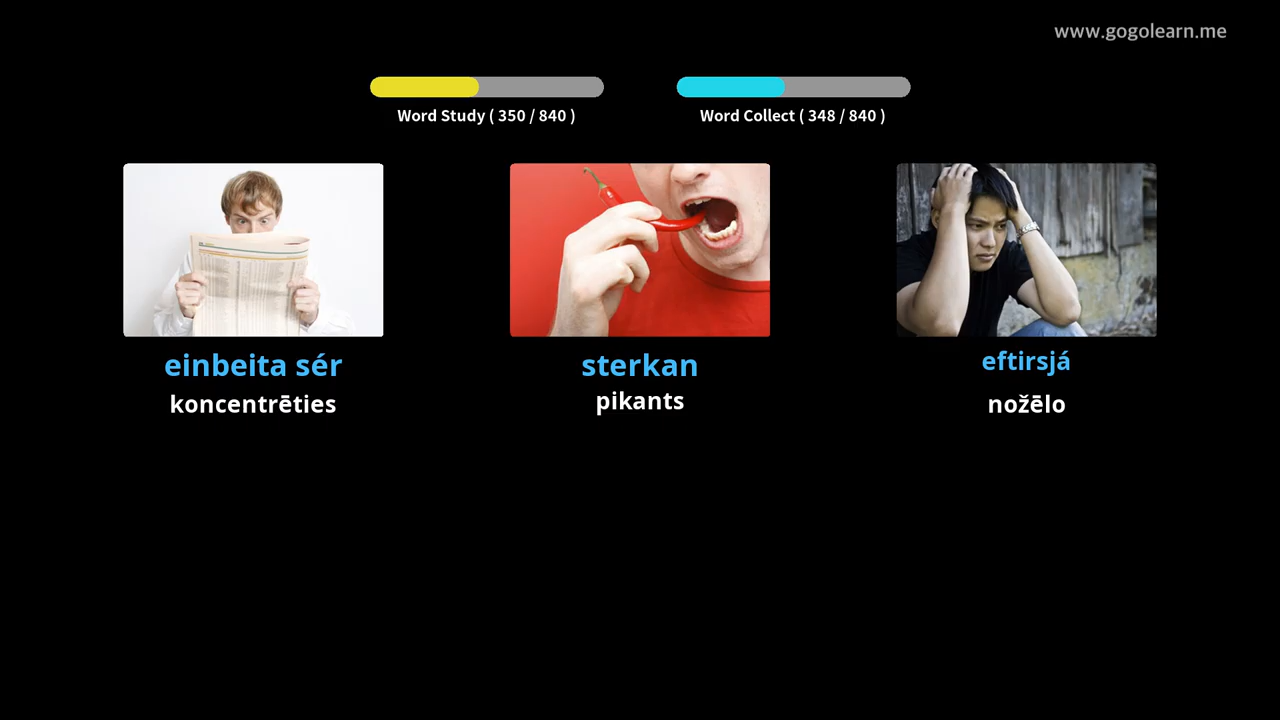 www.gogolearn.me
Word Study ( 350 / 840 )
Word Collect ( 348 / 840 )
einbeita sér
koncentrēties
sterkan
pikants
eftirsjá
nožēlo